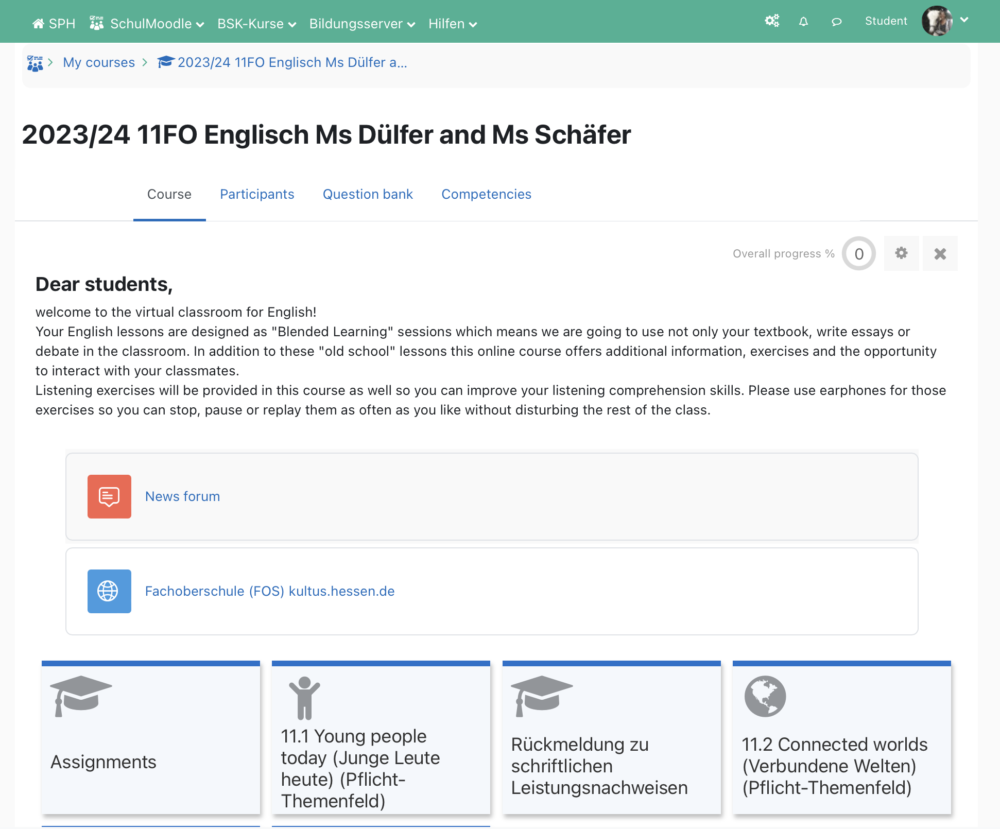 SPH SchulMoodle BSK-Kurse Bildungsserver Hilfen Student
My courses 2023/24 11FO Englisch Ms Dülfer a...
2023/24 11FO Englisch Ms Dülfer and Ms Schäfer
Course Participants Question bank Competencies
Overall progress % 0
Dear students,
welcome to the virtual classroom for English!
Your English lessons are designed as "Blended Learning" sessions which means we are going to use not only your textbook, write essays or
debate in the classroom. In addition to these "old school" lessons this online course offers additional information, exercises and the opportunity
to interact with your classmates.
Listening exercises will be provided in this course as well so you can improve your listening comprehension skills. Please use earphones for those
exercises so you can stop, pause or replay them as often as you like without disturbing the rest of the class.
News forum
Fachoberschule (FOS) kultus.hessen.de
Assignments
11.1 Young people
today (Junge Leute
heute) (Pflicht-
Themenfeld)
Rückmeldung zu
schriftlichen
Leistungsnachweisen
11.2 Connected worlds
(Verbundene Welten)
(Pflicht-Themenfeld)